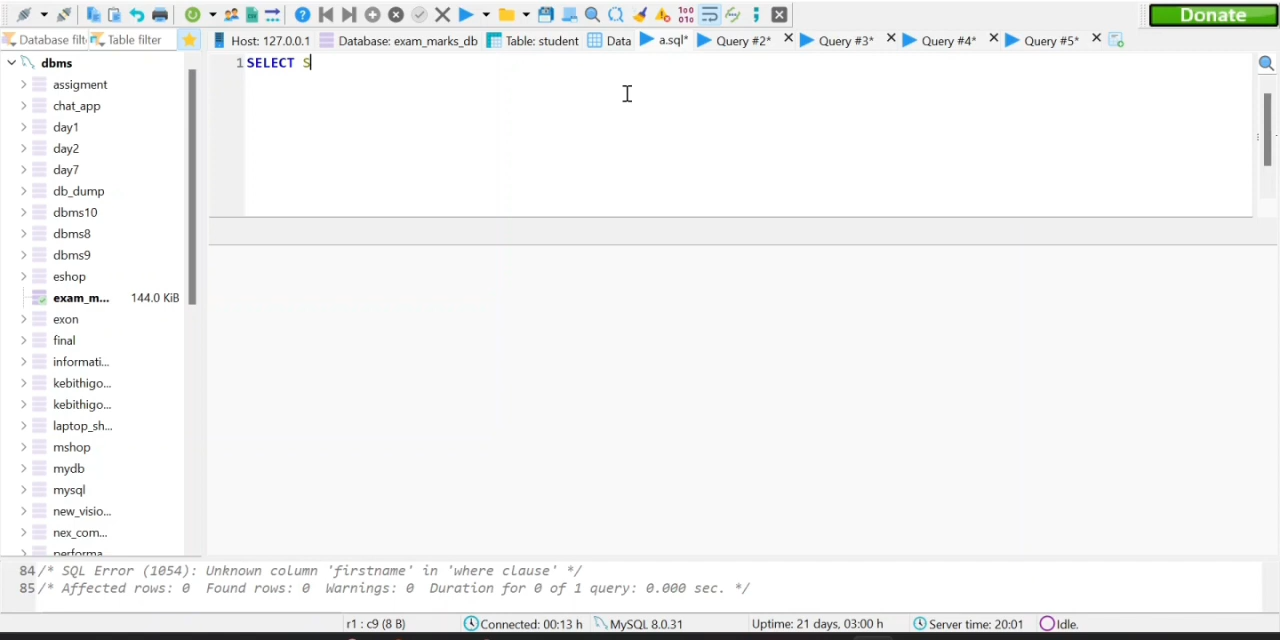 Donate
Database filt
Table filter
Host: 127.0.0.1
Database: exam_marks_db
Table: student
Data
a.sql*
Query #2*
Query #3*
Query #4*
Query #5*
dbms
assigment
chat_app
day1
day2
day7
db_dump
dbms10
dbms8
dbms9
eshop
exam_m... 144.0 KiB
exon
final
informati...
kebithigo...
kebithigo...
laptop_sh...
mshop
mydb
mysql
new_visio...
nex_com...
performa
1 SELECT S
84 /* SQL Error (1054): Unknown column 'firstname' in 'where clause' */
85 /* Affected rows: 0 Found rows: 0 Warnings: 0 Duration for 0 of 1 query: 0.000 sec. */
r1 : c9 (8 B)
Connected: 00:13 h
MySQL 8.0.31
Uptime: 21 days, 03:00 h
Server time: 20:01
Idle.